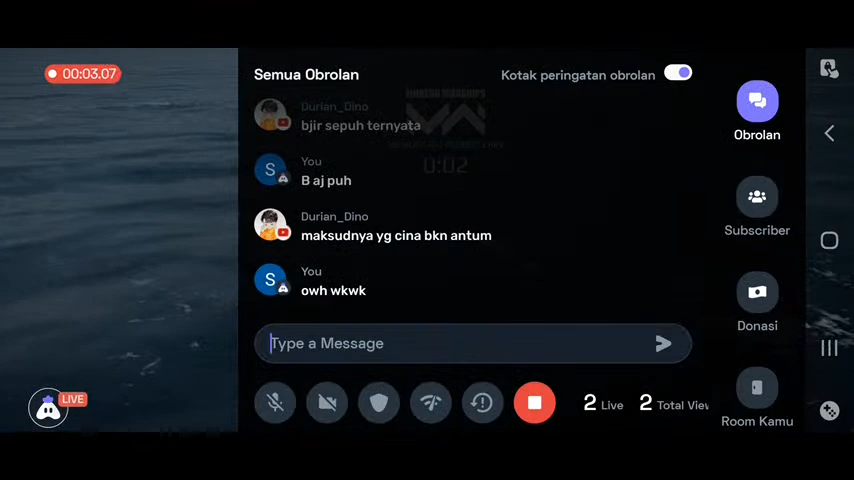 00:03.07
Semua Obrolan
Kotak peringatan obrolan
Durian_Dino
bjir sepuh ternyata
MODERN WARSHIPS
0:02
You
S
B aj puh
Durian_Dino
maksudnya yg cina bkn antum
You
S
owh wkwk
Type a Message
LIVE
2 Live
2 Total View
Obrolan
Subscriber
Donasi
Room Kamu